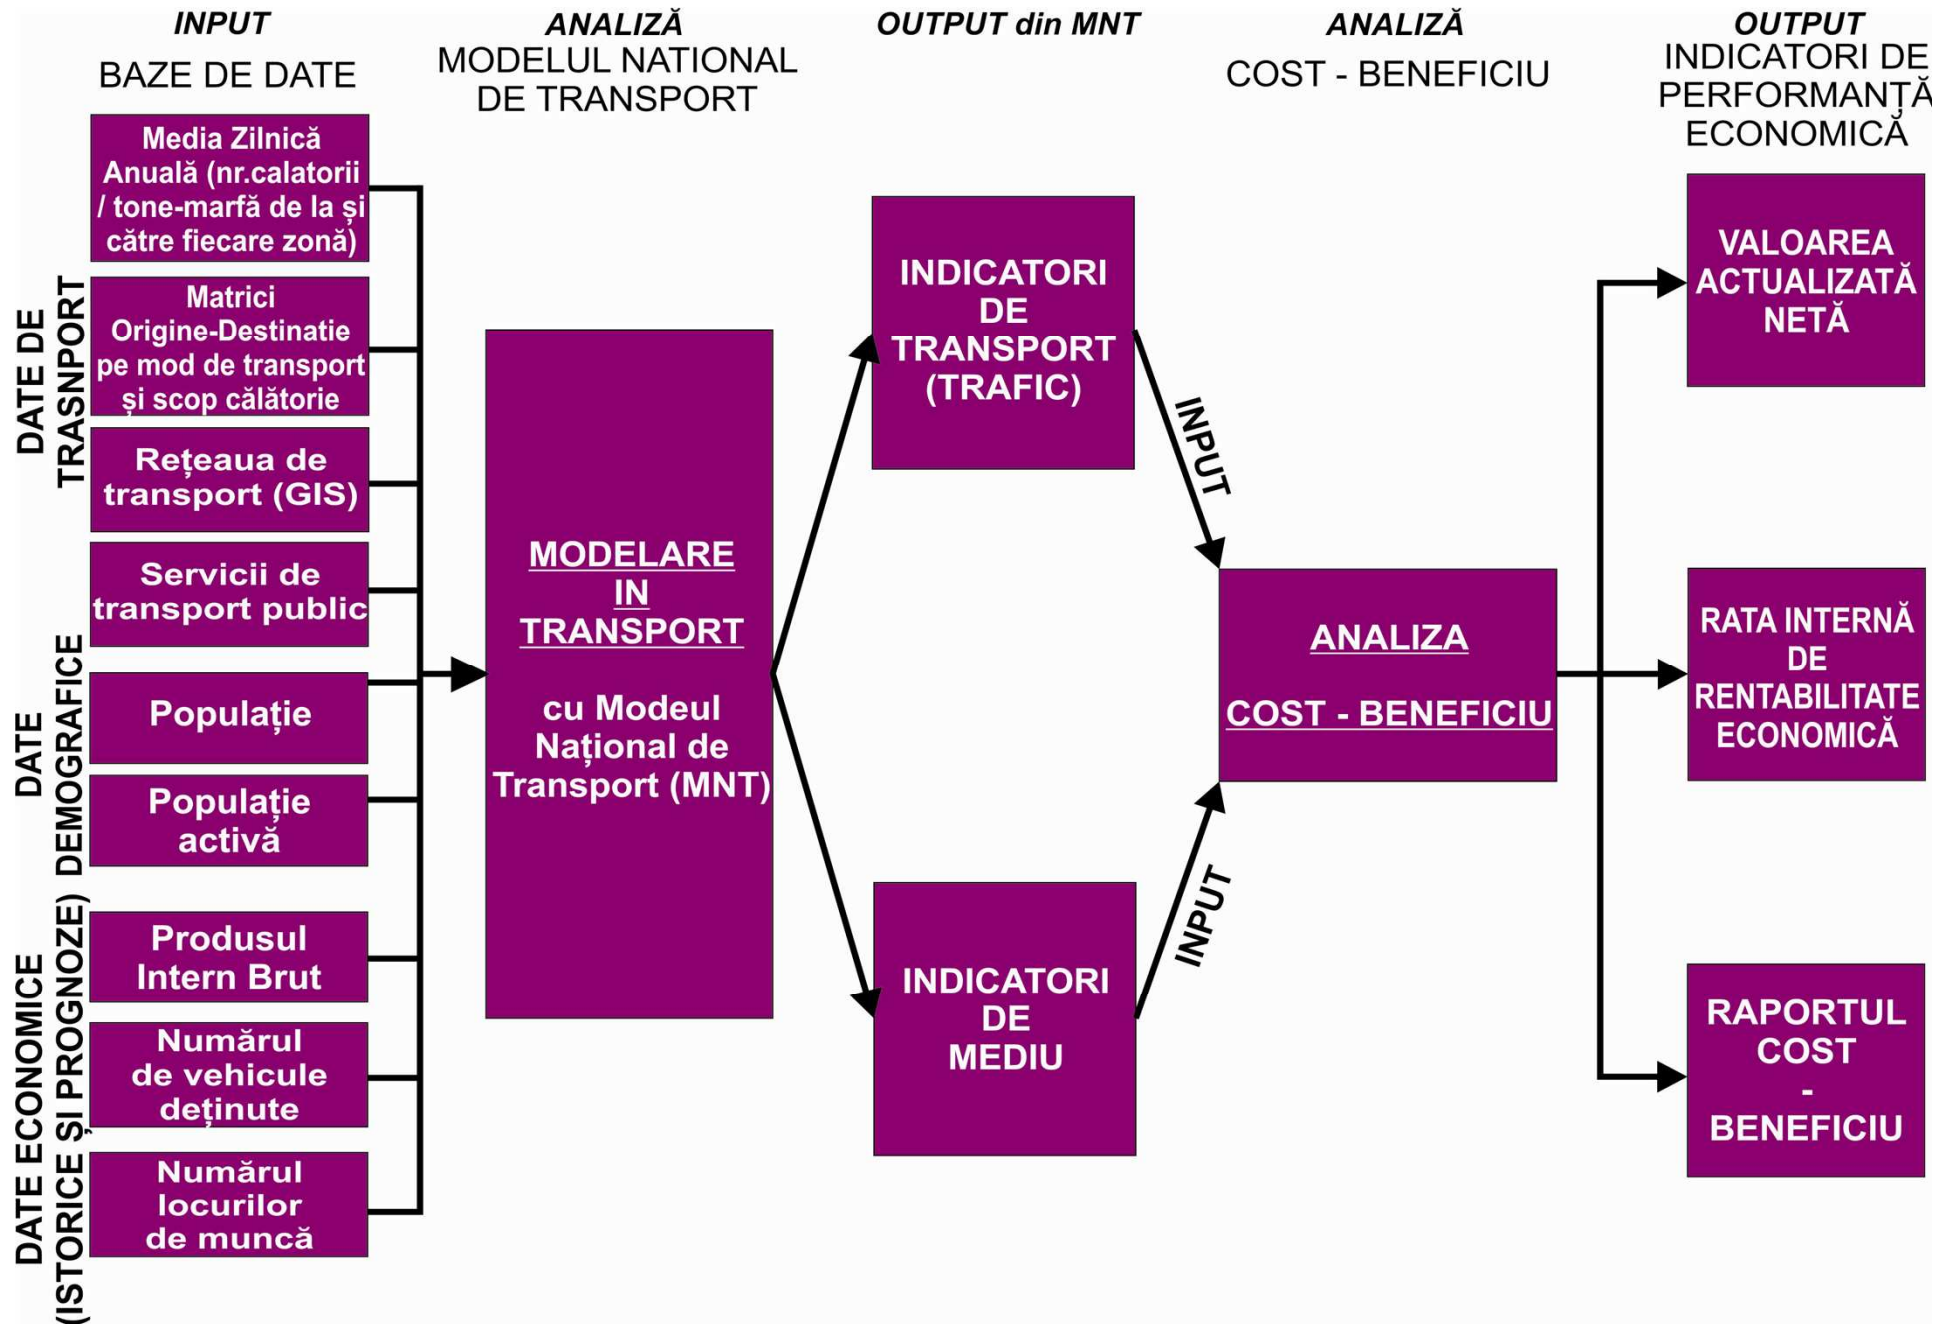 INPUT
BAZE DE DATE
ANALIZĂ
MODELUL NATIONAL
DE TRANSPORT
OUTPUT din MNT
ANALIZĂ
COST - BENEFICIU
OUTPUT
INDICATORI DE
PERFORMANȚĂ
ECONOMICĂ
DATE DE
TRASNPORT
Media Zilnică
Anuală (nr.calatorii
/ tone-marfă de la și
către fiecare zonă)
Matrici
Origine-Destinatie
pe mod de transport
și scop călătorie
Rețeaua de
transport (GIS)
Servicii de
transport public
DATE
DEMOGRAFICE
Populație
Populație
activă
DATE ECONOMICE
(ISTORICE ȘI PROGNOZE)
Produsul
Intern Brut
Numărul
de vehicule
deținute
Numărul
locurilor
de muncă
MODELARE
IN
TRANSPORT
cu Modeul
Național de
Transport (MNT)
INDICATORI
DE
TRANSPORT
(TRAFIC)
INDICATORI
DE
MEDIU
INPUT
INPUT
ANALIZA
COST - BENEFICIU
VALOAREA
ACTUALIZATĂ
NETĂ
RATA INTERNĂ
DE
RENTABILITATE
ECONOMICĂ
RAPORTUL
COST
-
BENEFICIU